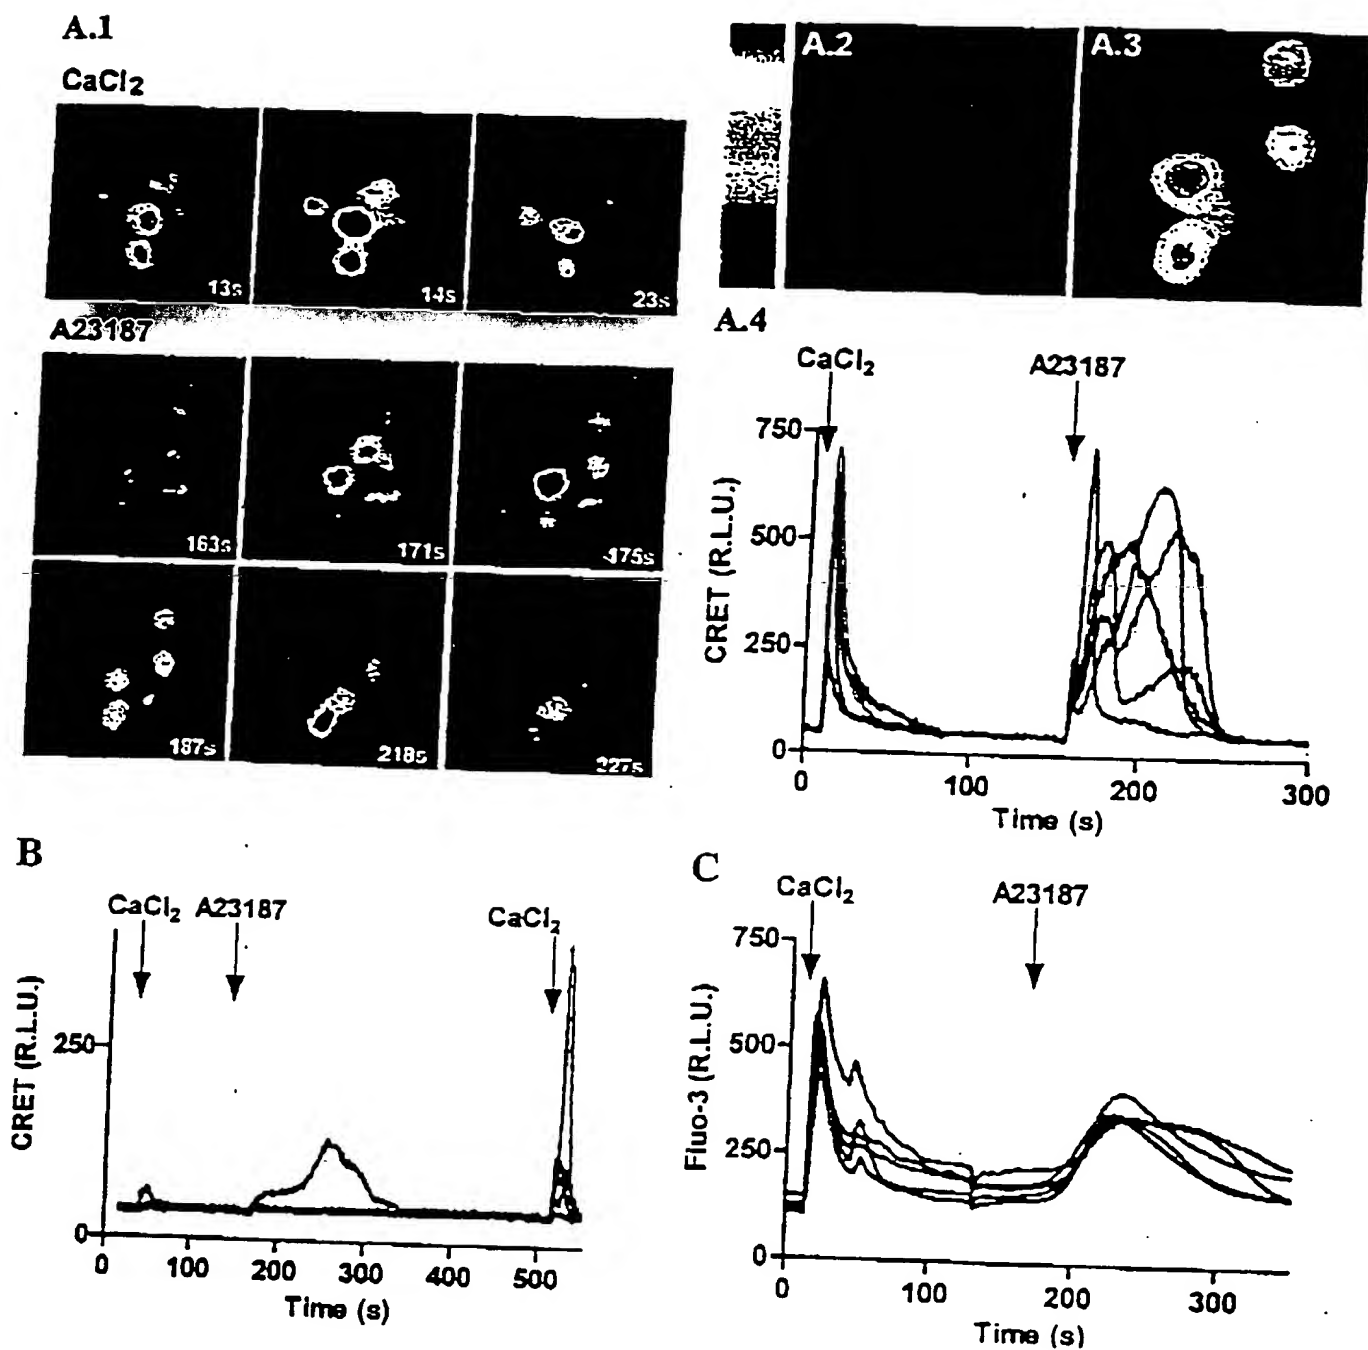 A.1
CaCl2
13s
14s
23s
A23187
163s
171s
175s
187s
218s
227s
A.2
A.3
A.4
CaCl2
A23187
750
500
250
0
CRET (R.L.U.)
0
100
200
300
Time (s)
B
CaCl2
A23187
CaCl2
250
0
CRET (R.L.U.)
0
100
200
300
400
500
Time (s)
C
CaCl2
A23187
750
500
250
0
Fluo-3 (R.L.U.)
0
100
200
300
Time (s)